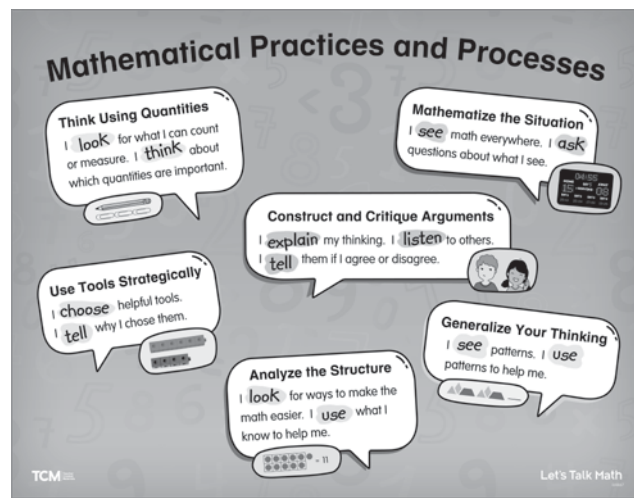 Mathematical Practices and Processes
Think Using Quantities
I look for what I can count
or measure. I think about
which quantities are important.
Mathematize the Situation
I see math everywhere. I ask
questions about what I see.
04:55
15
08
Construct and Critique Arguments
I explain my thinking. I listen to others.
I tell them if I agree or disagree.
Use Tools Strategically
I choose helpful tools.
I tell why I chose them.
Generalize Your Thinking
I see patterns. I use
patterns to help me.
Analyze the Structure
I look for ways to make the
math easier. I use what I
know to help me.
= 11
TCM
Let's Talk Math